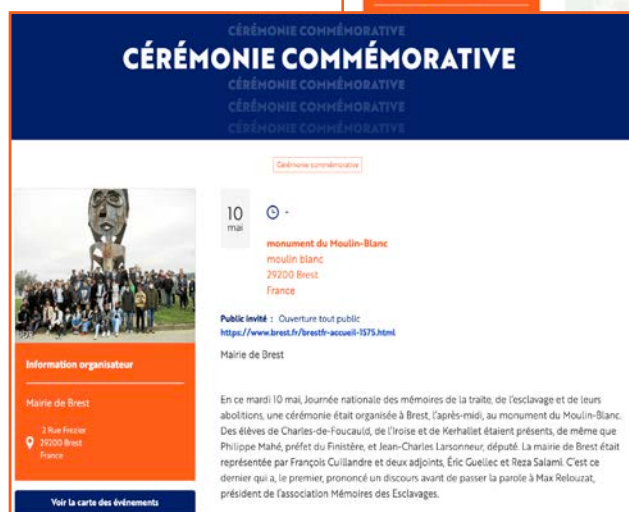 CÉRÉMONIE COMMÉMORATIVE
CÉRÉMONIE COMMÉMORATIVE
CÉRÉMONIE COMMÉMORATIVE
CÉRÉMONIE COMMÉMORATIVE
CÉRÉMONIE COMMÉMORATIVE
Cérémonie commémorative
10
mai
-
monument du Moulin-Blanc
moulin blanc
29200 Brest
France
Public invité : Ouverture tout public
https://www.brest.fr/brestfr-accueil-1575.html
Mairie de Brest
Information organisateur
Mairie de Brest
2 Rue Frezier
29200 Brest
France
Voir la carte des événements
En ce mardi 10 mai, Journée nationale des mémoires de la traite, de l'esclavage et de leurs
abolitions, une cérémonie était organisée à Brest, l'après-midi, au monument du Moulin-Blanc.
Des élèves de Charles-de-Foucauld, de l'Iroise et de Kerhallet étaient présents, de même que
Philippe Mahé, préfet du Finistère, et Jean-Charles Larsonneur, député. La mairie de Brest était
représentée par François Cuillandre et deux adjoints, Éric Guellec et Reza Salami. C'est ce
dernier qui a, le premier, prononcé un discours avant de passer la parole à Max Relouzat,
président de l'association Mémoires des Esclavages.